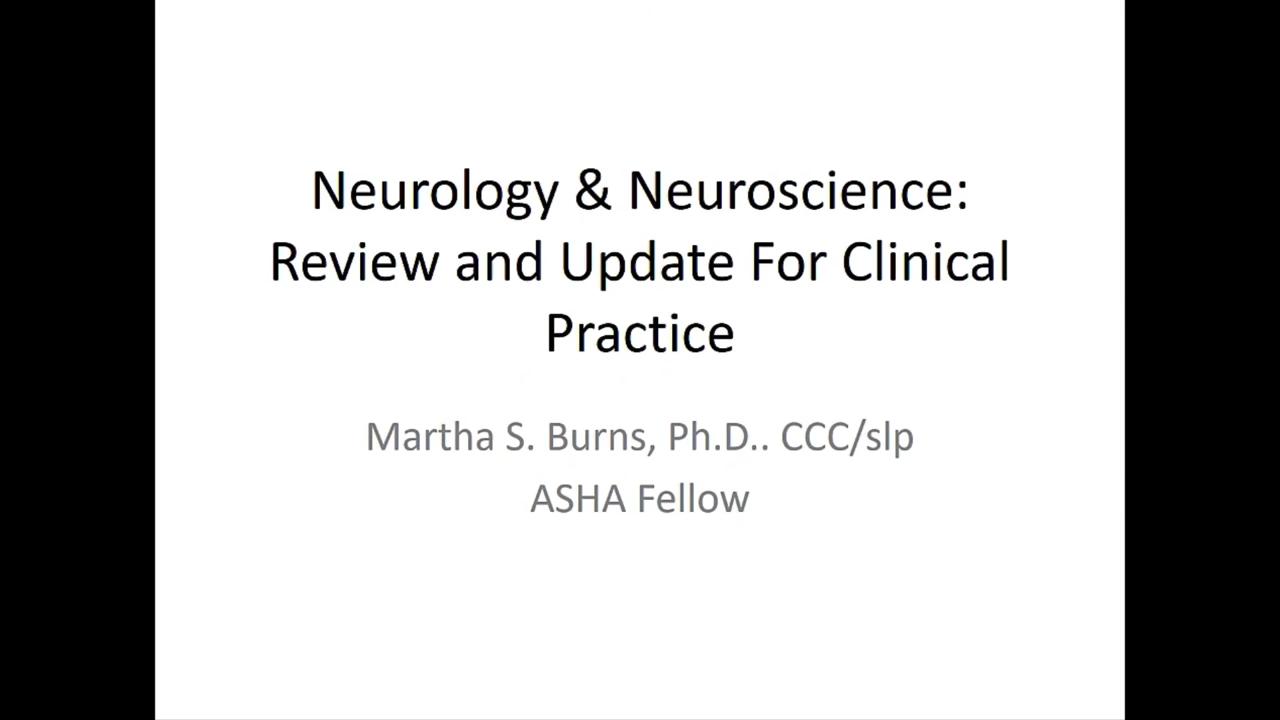 Neurology & Neuroscience:
Review and Update For Clinical
Practice
Martha S. Burns, Ph.D.. CCC/slp
ASHA Fellow